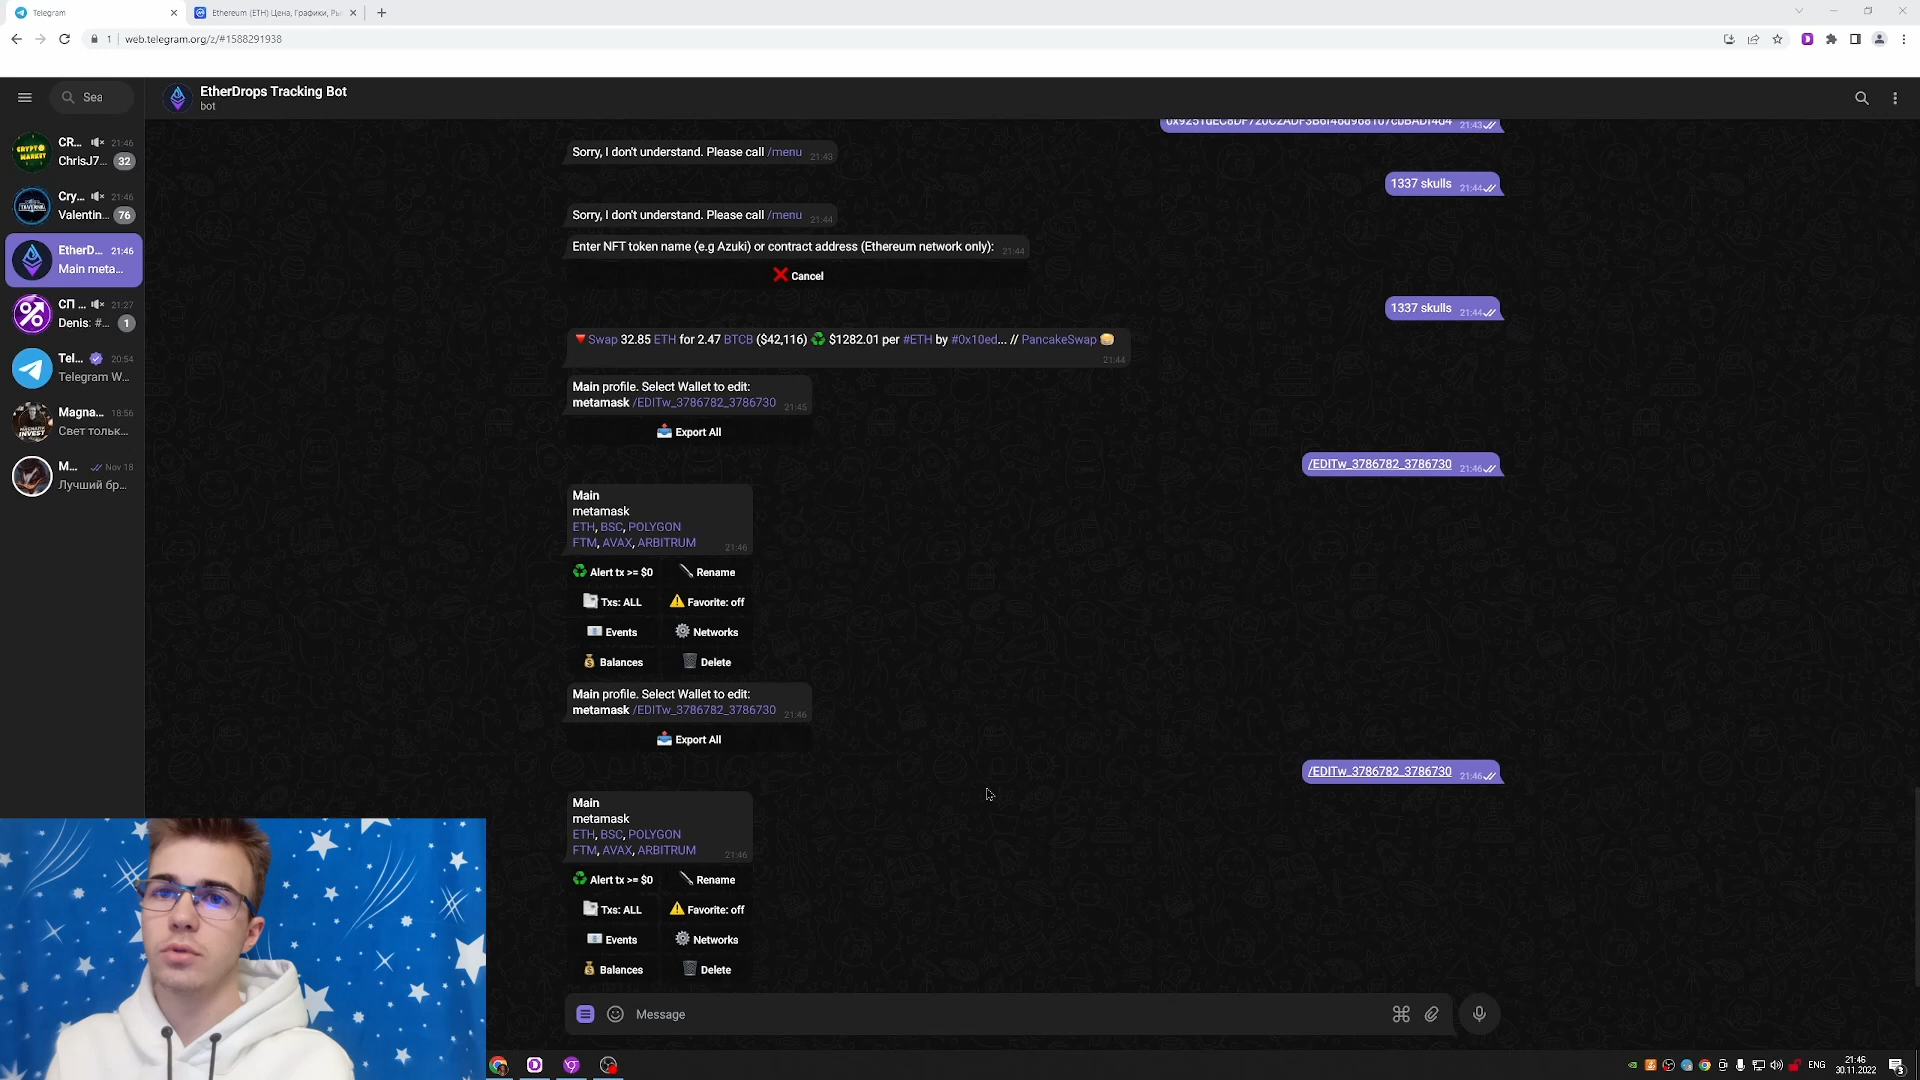 Telegram
Ethereum (ETH) Цена, Графики, Ры
1
web.telegram.org/z/#1588291938
Sea
EtherDrops Tracking Bot
bot
CR...
21:46
ChrisJ7...
32
Cry...
21:46
Valentin...
76
EtherD...
21:46
Main meta...
СП ...
21:27
Denis: #...
1
Tel...
20:54
Telegram W...
Magna...
18:56
Свет тольк...
M...
Nov 18
Лучший бр...
21:43
Sorry, I don't understand. Please call /menu 21:43
1337 skulls 21:44
Sorry, I don't understand. Please call /menu 21:44
Enter NFT token name (e.g Azuki) or contract address (Ethereum network only): 21:44
Cancel
1337 skulls 21:44
Swap 32.85 ETH for 2.47 BTCB ($42,116) $1282.01 per #ETH by #0x10ed... // PancakeSwap
21:44
Main profile. Select Wallet to edit:
metamask /EDITw_3786782_3786730 21:45
Export All
/EDITw_3786782_3786730 21:46
Main
metamask
ETH, BSC, POLYGON
FTM, AVAX, ARBITRUM 21:46
Alert tx >= $0 Rename
Txs: ALL Favorite: off
Events Networks
Balances Delete
Main profile. Select Wallet to edit:
metamask /EDITw_3786782_3786730 21:46
Export All
/EDITw_3786782_3786730 21:46
Main
metamask
ETH, BSC, POLYGON
FTM, AVAX, ARBITRUM 21:46
Alert tx >= $0 Rename
Txs: ALL Favorite: off
Events Networks
Balances Delete
Message
ENG
21:46
30.11.2022
3